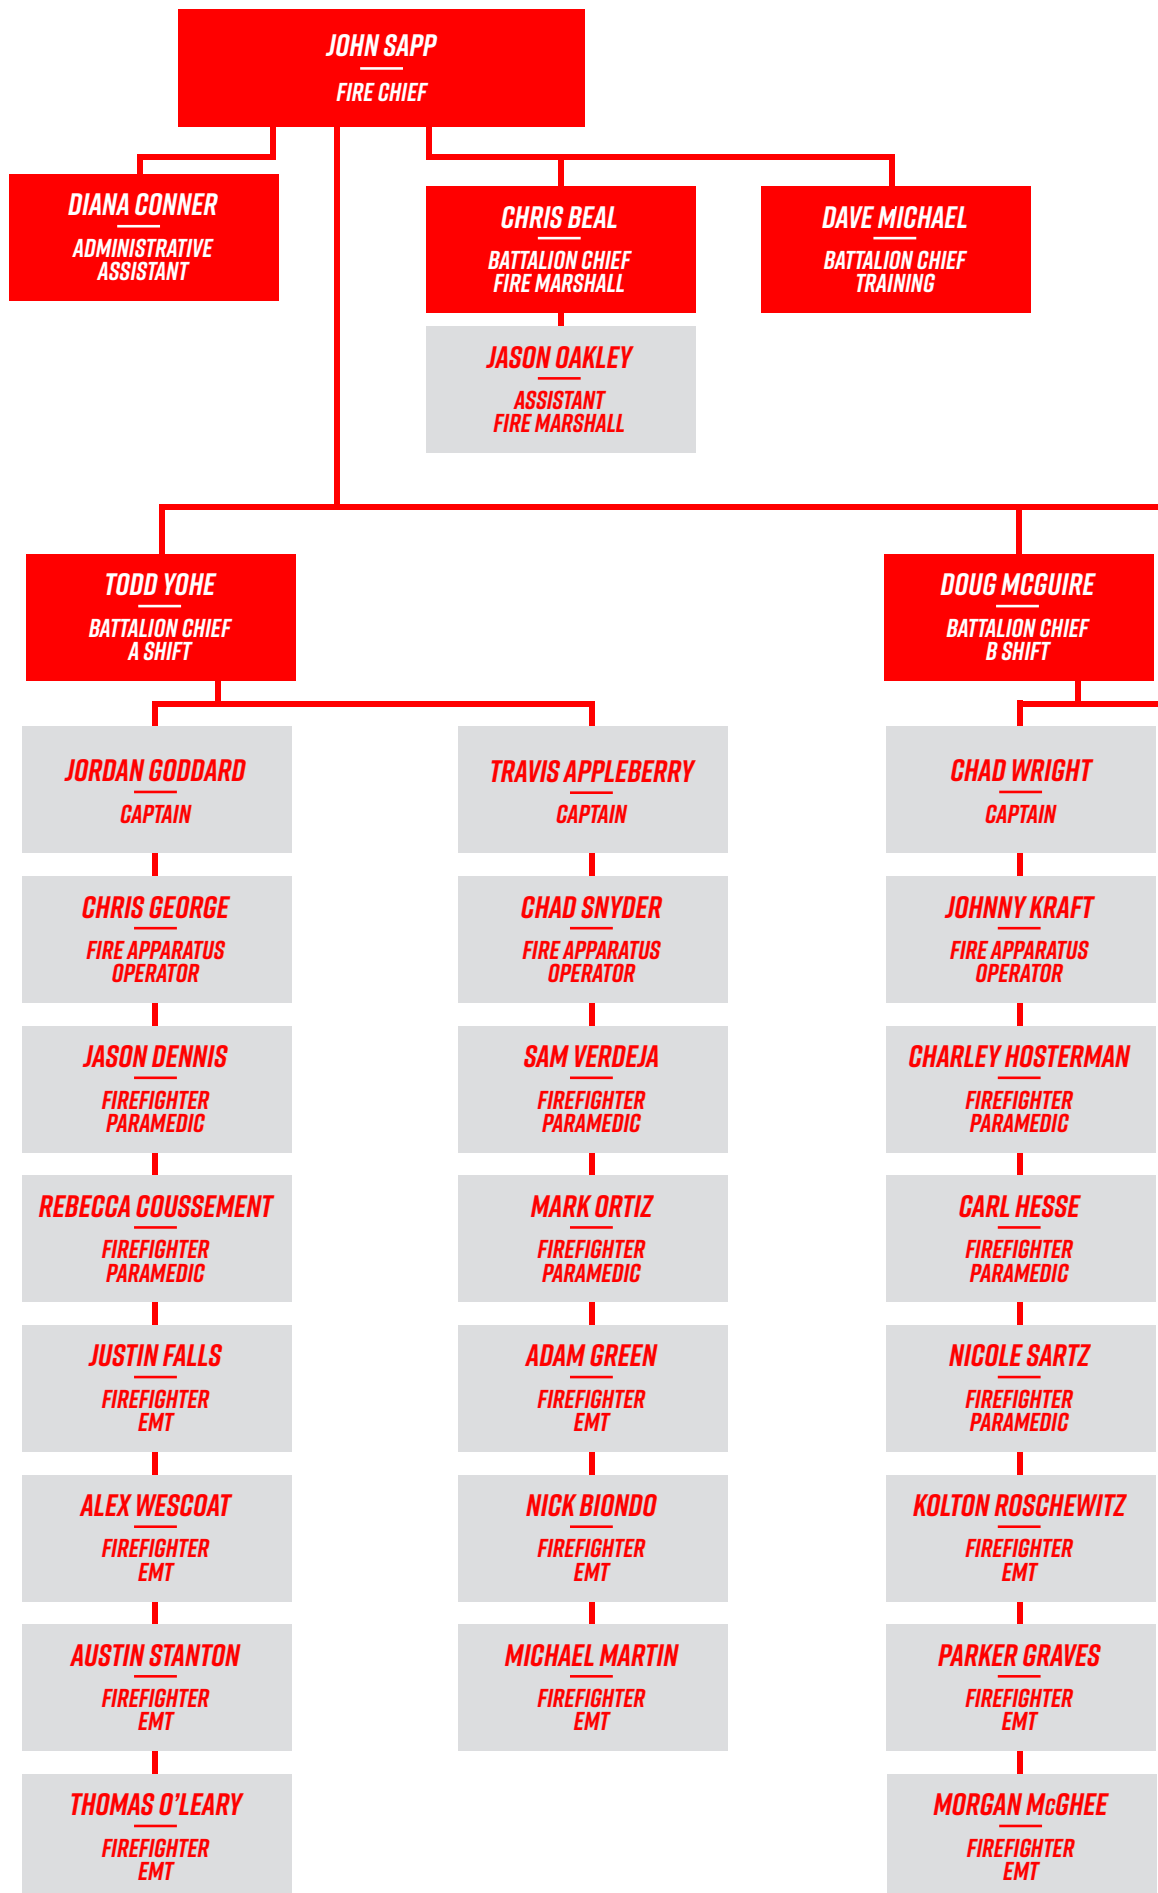 JOHN SAPP
FIRE CHIEF
DIANA CONNER
ADMINISTRATIVE
ASSISTANT
CHRIS BEAL
BATTALION CHIEF
FIRE MARSHALL
DAVE MICHAEL
BATTALION CHIEF
TRAINING
JASON OAKLEY
ASSISTANT
FIRE MARSHALL
TODD YOHE
BATTALION CHIEF
A SHIFT
DOUG MCGUIRE
BATTALION CHIEF
B SHIFT
JORDAN GODDARD
CAPTAIN
CHRIS GEORGE
FIRE APPARATUS
OPERATOR
JASON DENNIS
FIREFIGHTER
PARAMEDIC
REBECCA COUSSEMENT
FIREFIGHTER
PARAMEDIC
JUSTIN FALLS
FIREFIGHTER
EMT
ALEX WESCOAT
FIREFIGHTER
EMT
AUSTIN STANTON
FIREFIGHTER
EMT
THOMAS O’LEARY
FIREFIGHTER
EMT
TRAVIS APPLEBERRY
CAPTAIN
CHAD SNYDER
FIRE APPARATUS
OPERATOR
SAM VERDEJA
FIREFIGHTER
PARAMEDIC
MARK ORTIZ
FIREFIGHTER
PARAMEDIC
ADAM GREEN
FIREFIGHTER
EMT
NICK BIONDO
FIREFIGHTER
EMT
MICHAEL MARTIN
FIREFIGHTER
EMT
CHAD WRIGHT
CAPTAIN
JOHNNY KRAFT
FIRE APPARATUS
OPERATOR
CHARLEY HOSTERMAN
FIREFIGHTER
PARAMEDIC
CARL HESSE
FIREFIGHTER
PARAMEDIC
NICOLE SARTZ
FIREFIGHTER
PARAMEDIC
KOLTON ROSCHEWITZ
FIREFIGHTER
EMT
PARKER GRAVES
FIREFIGHTER
EMT
MORGAN McGHEE
FIREFIGHTER
EMT